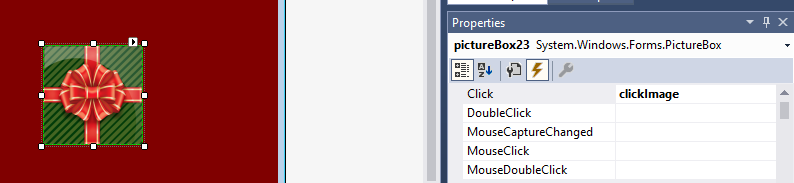 Properties
pictureBox23 System.Windows.Forms.PictureBox
Click clickImage
DoubleClick
MouseCaptureChanged
MouseClick
MouseDoubleClick